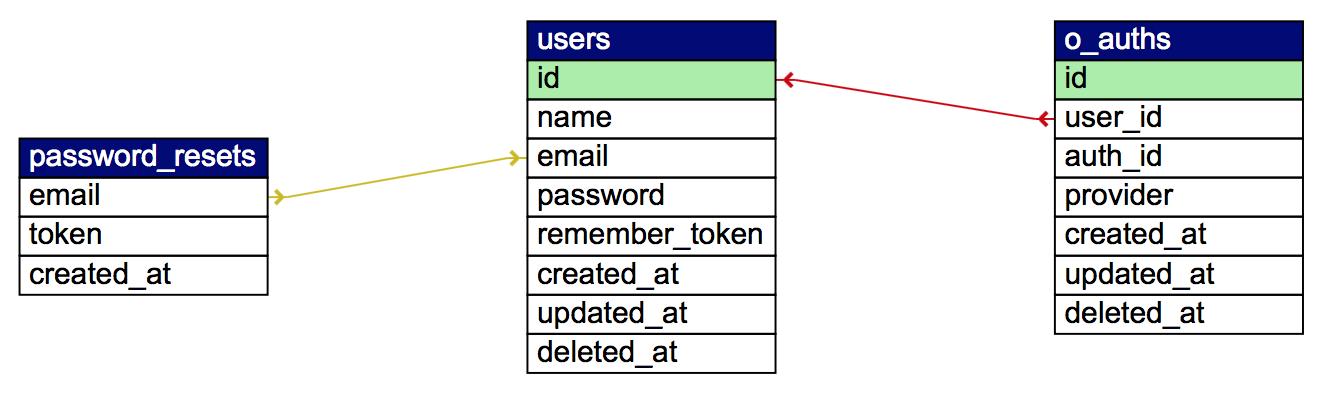 password_resets
email
token
created_at
users
id
name
email
password
remember_token
created_at
updated_at
deleted_at
o_auths
id
user_id
auth_id
provider
created_at
updated_at
deleted_at